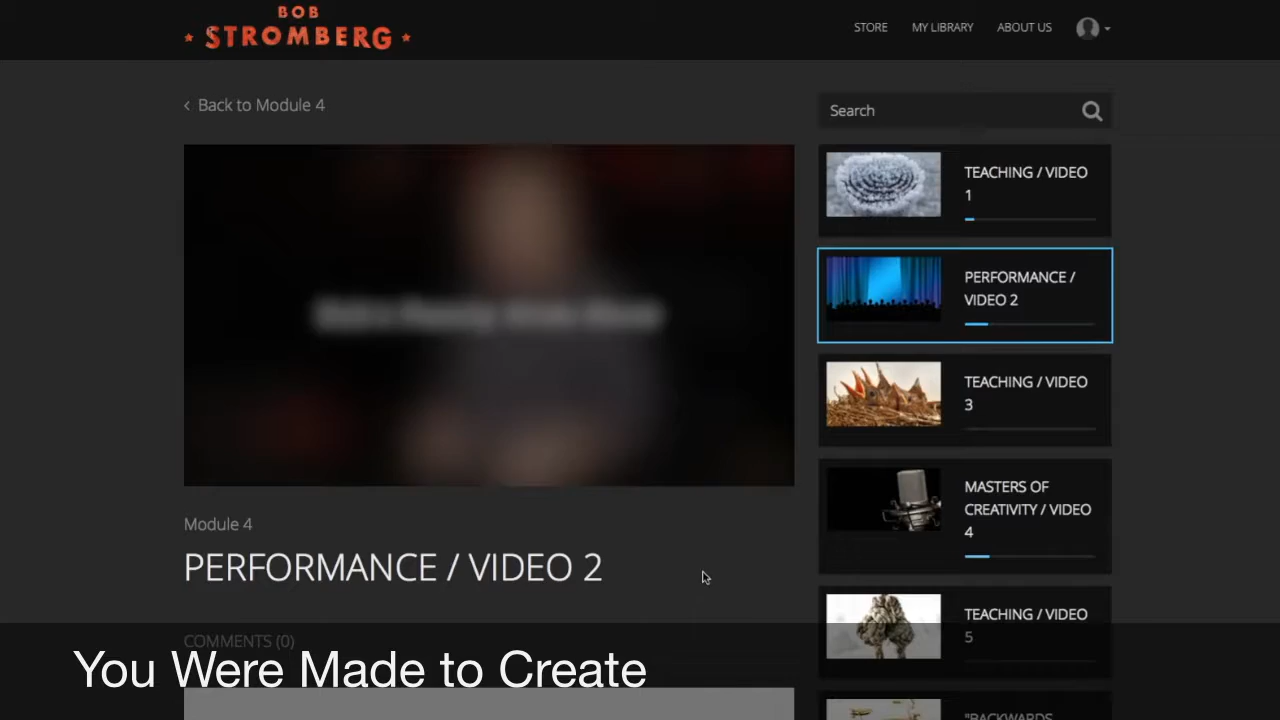 BOB
STROMBERG
STORE
MY LIBRARY
ABOUT US
Back to Module 4
Search
TEACHING / VIDEO
1
PERFORMANCE /
VIDEO 2
TEACHING / VIDEO
3
MASTERS OF
CREATIVITY / VIDEO
4
TEACHING / VIDEO
5
"BACKWARDS
Module 4
PERFORMANCE / VIDEO 2
COMMENTS (0)
You Were Made to Create